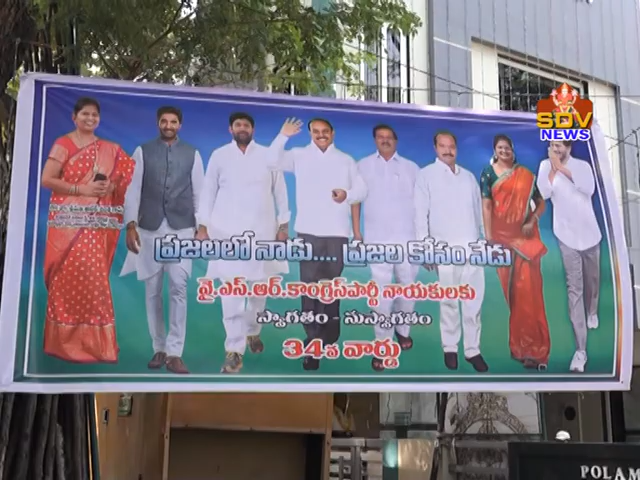 SDV
NEWS
ప్రజలలో నాడు.... ప్రజల కోసం నేడు
వై.ఎస్.ఆర్.కాంగ్రెస్‌పార్టీ నాయకులకు
స్వాగతం - సుస్వాగతం
34వ వార్డు
POLAM